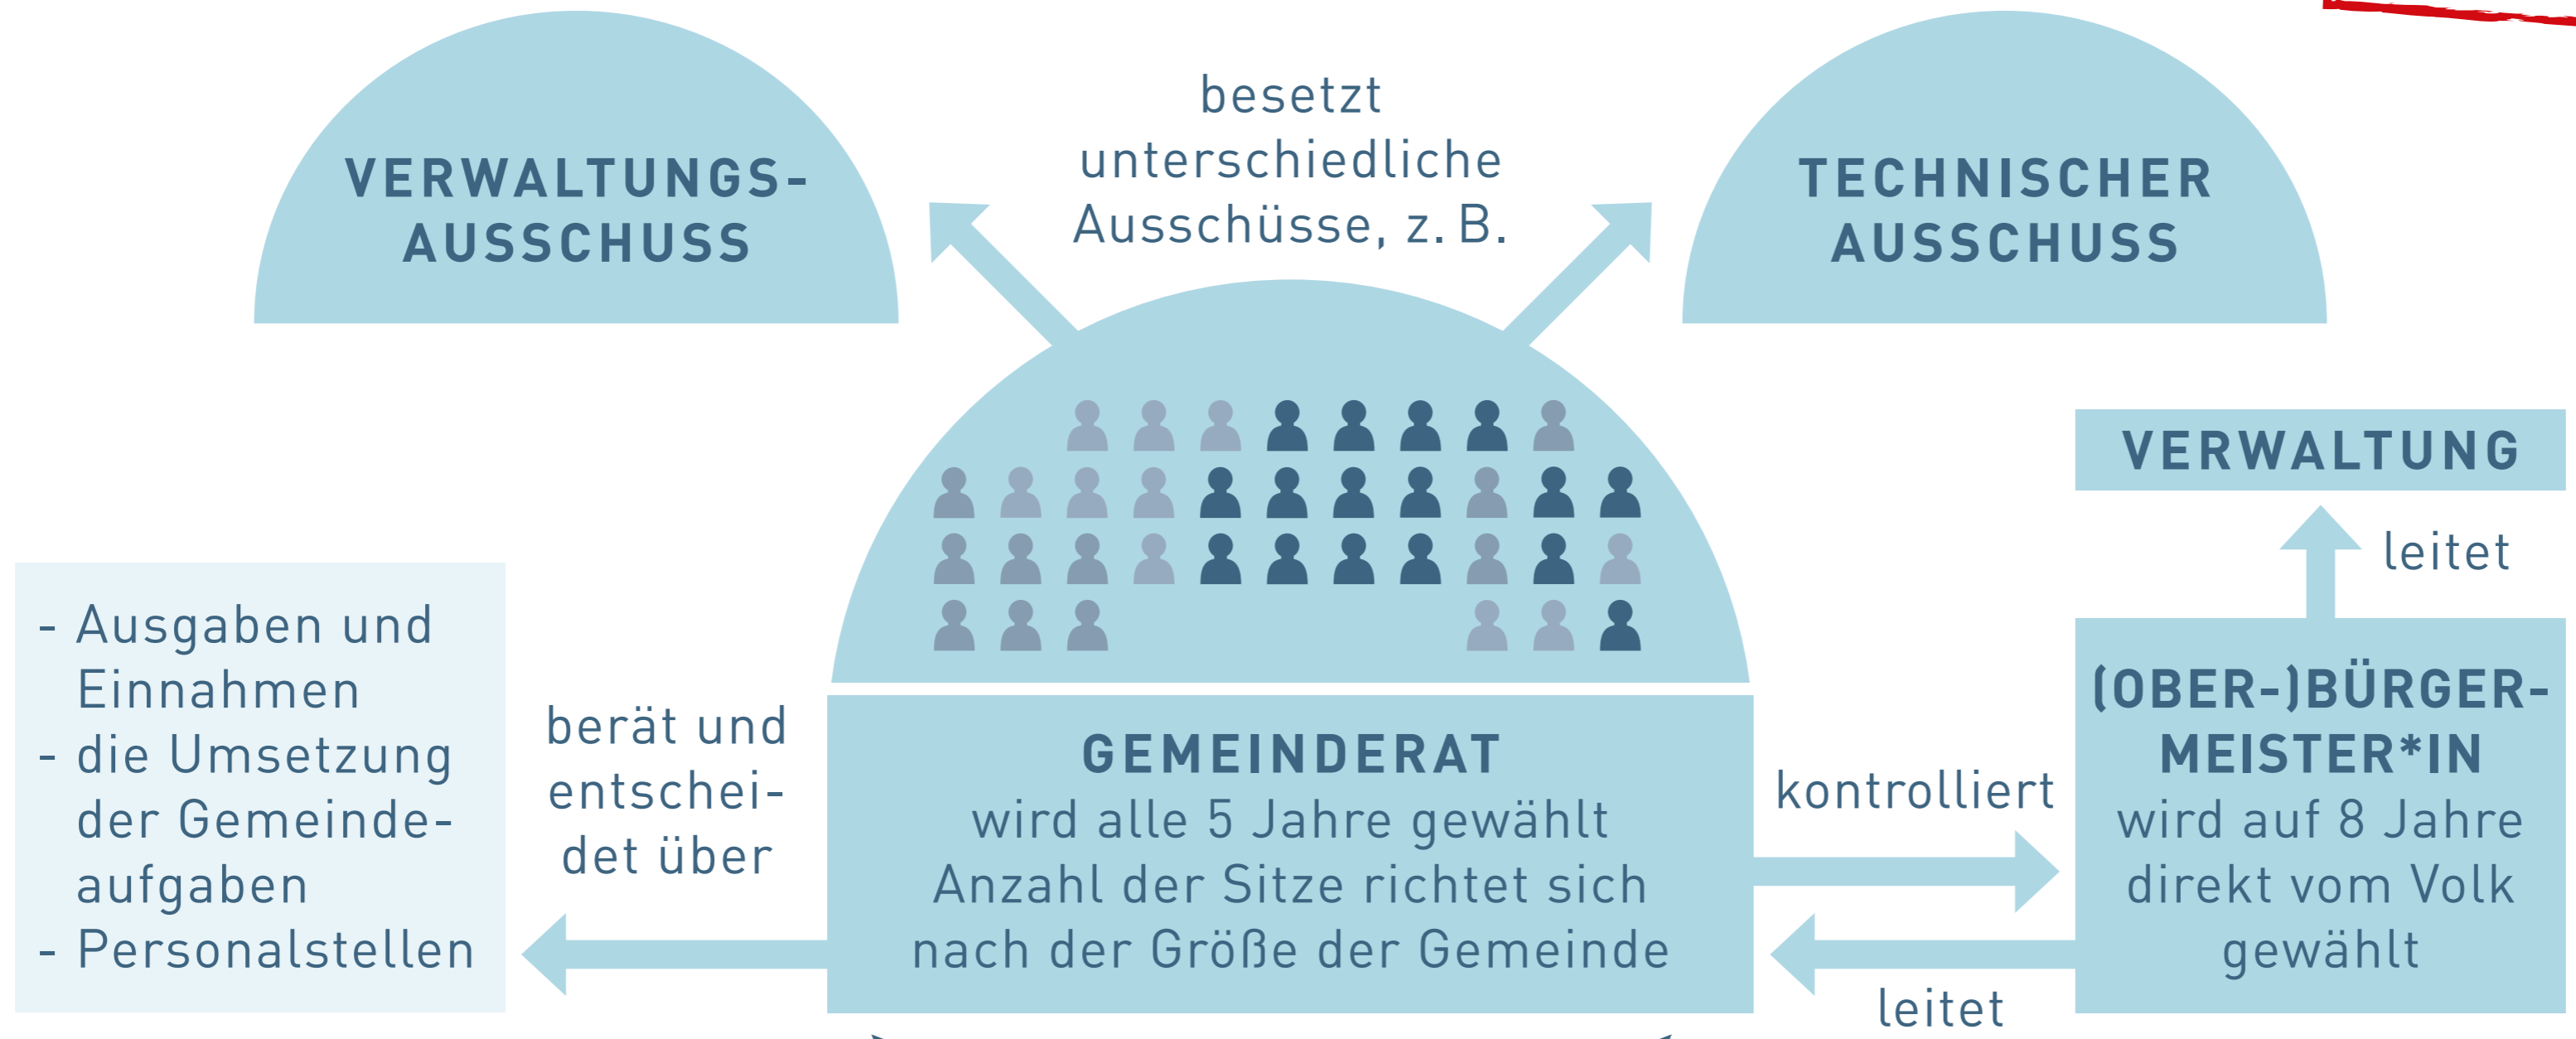 VERWALTUNGS-
AUSSCHUSS
besetzt
unterschiedliche
Ausschüsse, z. B.
TECHNISCHER
AUSSCHUSS
VERWALTUNG
leitet
- Ausgaben und
Einnahmen
- die Umsetzung
der Gemeinde-
aufgaben
- Personalstellen
berät und
entschei-
det über
GEMEINDERAT
wird alle 5 Jahre gewählt
Anzahl der Sitze richtet sich
nach der Größe der Gemeinde
kontrolliert
leitet
(OBER-)BÜRGER-
MEISTER*IN
wird auf 8 Jahre
direkt vom Volk
gewählt